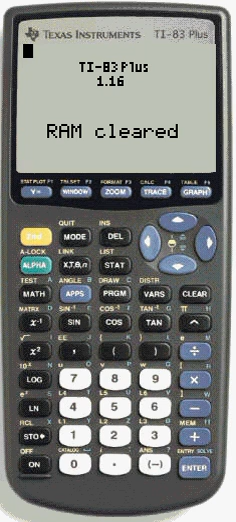 TEXAS INSTRUMENTS TI-83 Plus
TI-83 Plus
1.16
RAM cleared
STAT PLOT F1 TBLSET F2 FORMAT F3 CALC F4 TABLE F5
Y= WINDOW ZOOM TRACE GRAPH
QUIT INS
2nd MODE DEL
A-LOCK LINK LIST
ALPHA X,T,θ,n STAT
TEST A ANGLE B DRAW C DISTR
MATH APPS PRGM VARS CLEAR
MATRX D SIN⁻¹ E COS⁻¹ F TAN⁻¹ G π H
x⁻¹ SIN COS TAN ^
√ I EE J
x² , ( ) ÷
10ˣ N
LOG 7 8 9 ×
eˣ S L4 T L5 U L6 V
LN 4 5 6 −
RCL X L1 Y L2 Z L3 θ MEM "
STO▸ 1 2 3 +
OFF CATALOG i : ANS ? ENTRY SOLVE
ON 0 . (−) ENTER